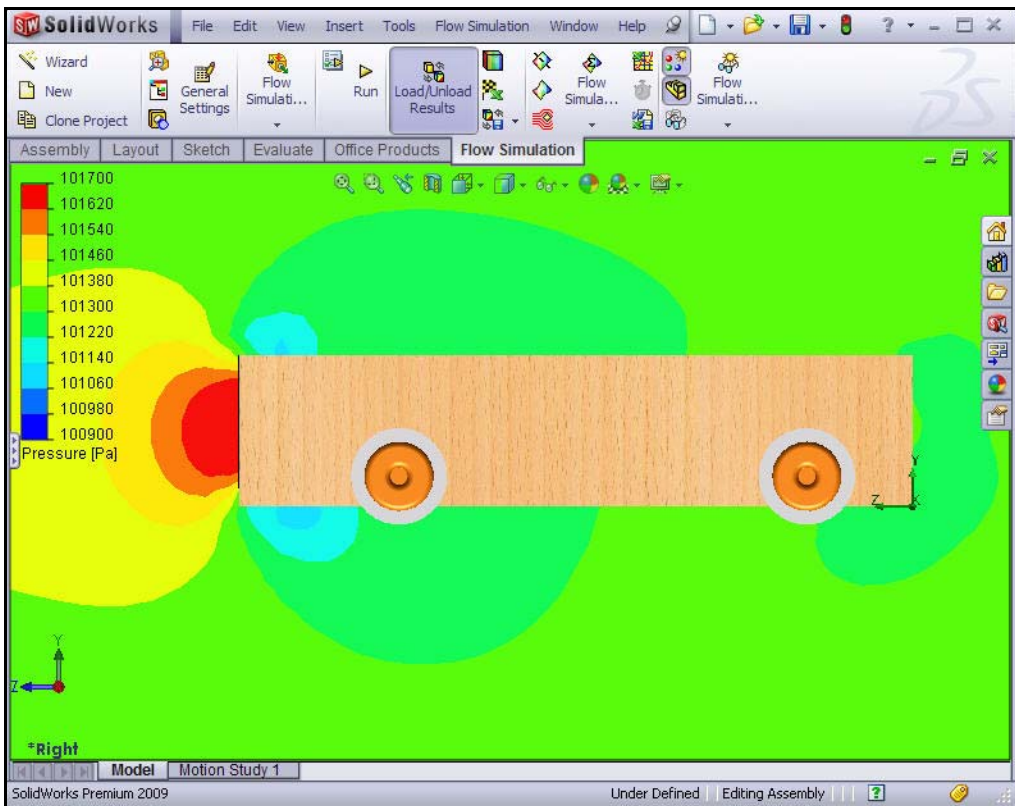 SolidWorks File Edit View Insert Tools Flow Simulation Window Help ?
Wizard
New
Clone Project
General
Settings
Flow
Simulati...
Run
Load/Unload
Results
Flow
Simula...
Flow
Simulati...
Assembly Layout Sketch Evaluate Office Products Flow Simulation
101700
101620
101540
101460
101380
101300
101220
101140
101060
100980
100900
Pressure [Pa]
Y
Z X
Y
Z
*Right
Model Motion Study 1
SolidWorks Premium 2009 Under Defined Editing Assembly ?